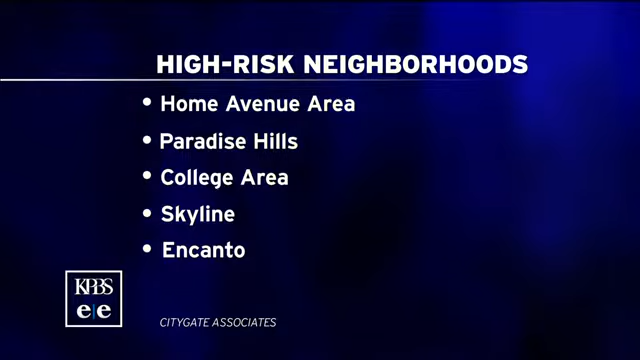 HIGH-RISK NEIGHBORHOODS
• Home Avenue Area
• Paradise Hills
• College Area
• Skyline
• Encanto
KPBS
e|e
CITYGATE ASSOCIATES